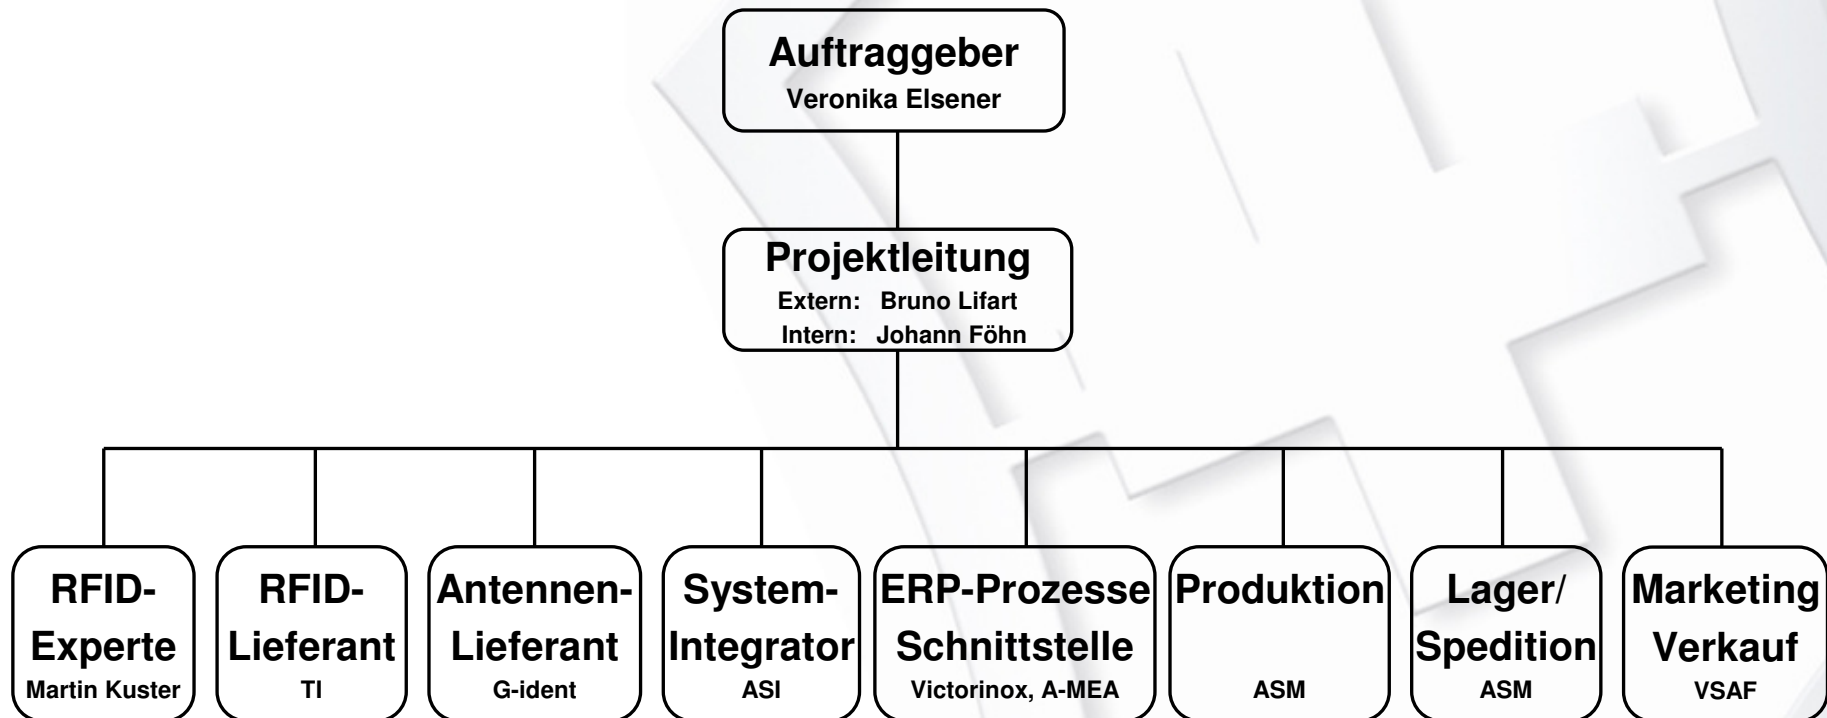 Auftraggeber
Veronika Elsener
Projektleitung
Extern: Bruno Lifart
Intern: Johann Föhn
RFID-
Experte
Martin Kuster
RFID-
Lieferant
TI
Antennen-
Lieferant
G-ident
System-
Integrator
ASI
ERP-Prozesse
Schnittstelle
Victorinox, A-MEA
Produktion
ASM
Lager/
Spedition
ASM
Marketing
Verkauf
VSAF